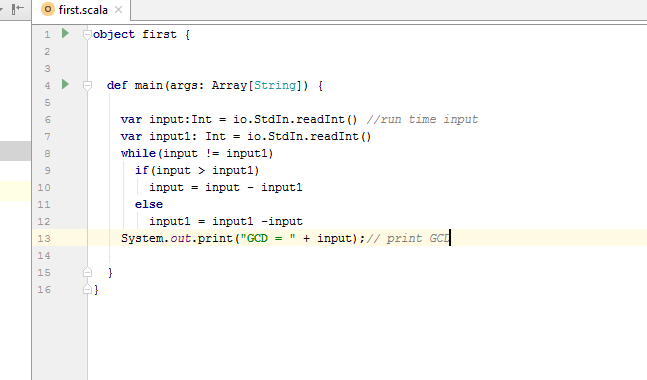 first.scala
1 object first {
2
3
4   def main(args: Array[String]) {
5
6     var input:Int = io.StdIn.readInt() //run time input
7     var input1: Int = io.StdIn.readInt()
8     while(input != input1)
9       if(input > input1)
10         input = input - input1
11       else
12         input1 = input1 -input
13     System.out.print("GCD = " + input);// print GCD
14
15   }
16 }